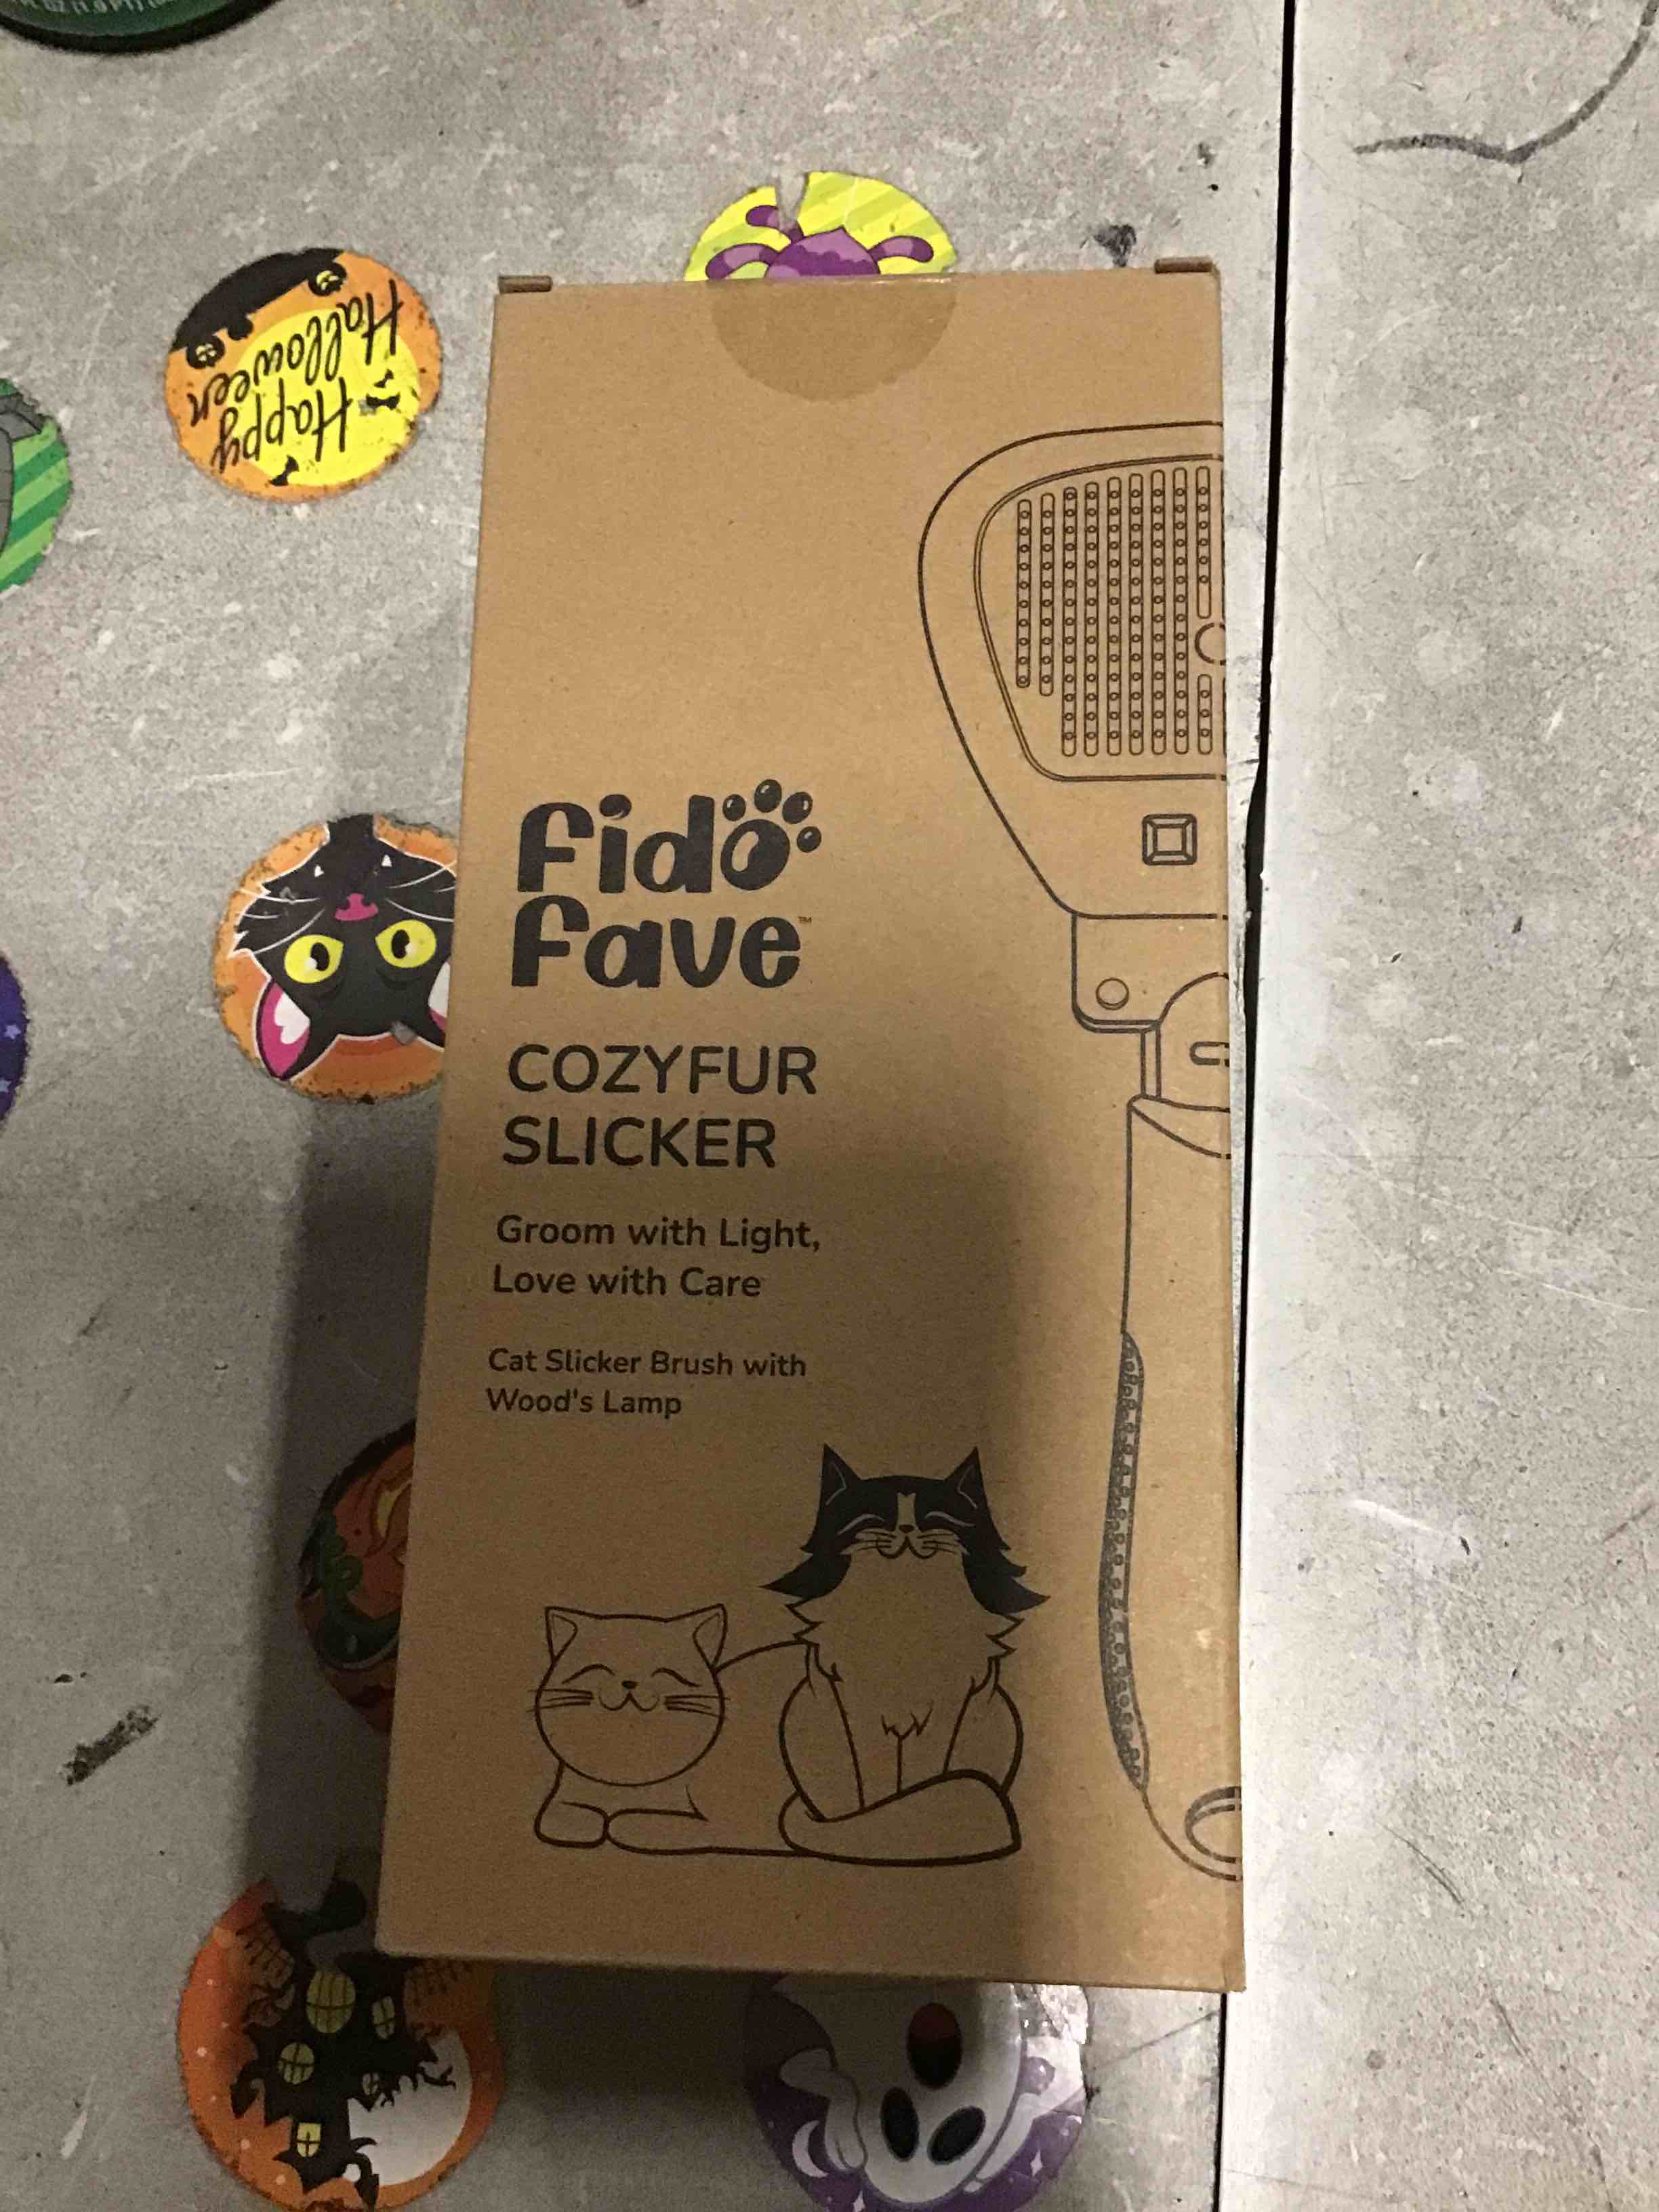 Happy
Halloween
fido
fave™
COZYFUR
SLICKER
Groom with Light,
Love with Care
Cat Slicker Brush with
Wood's Lamp